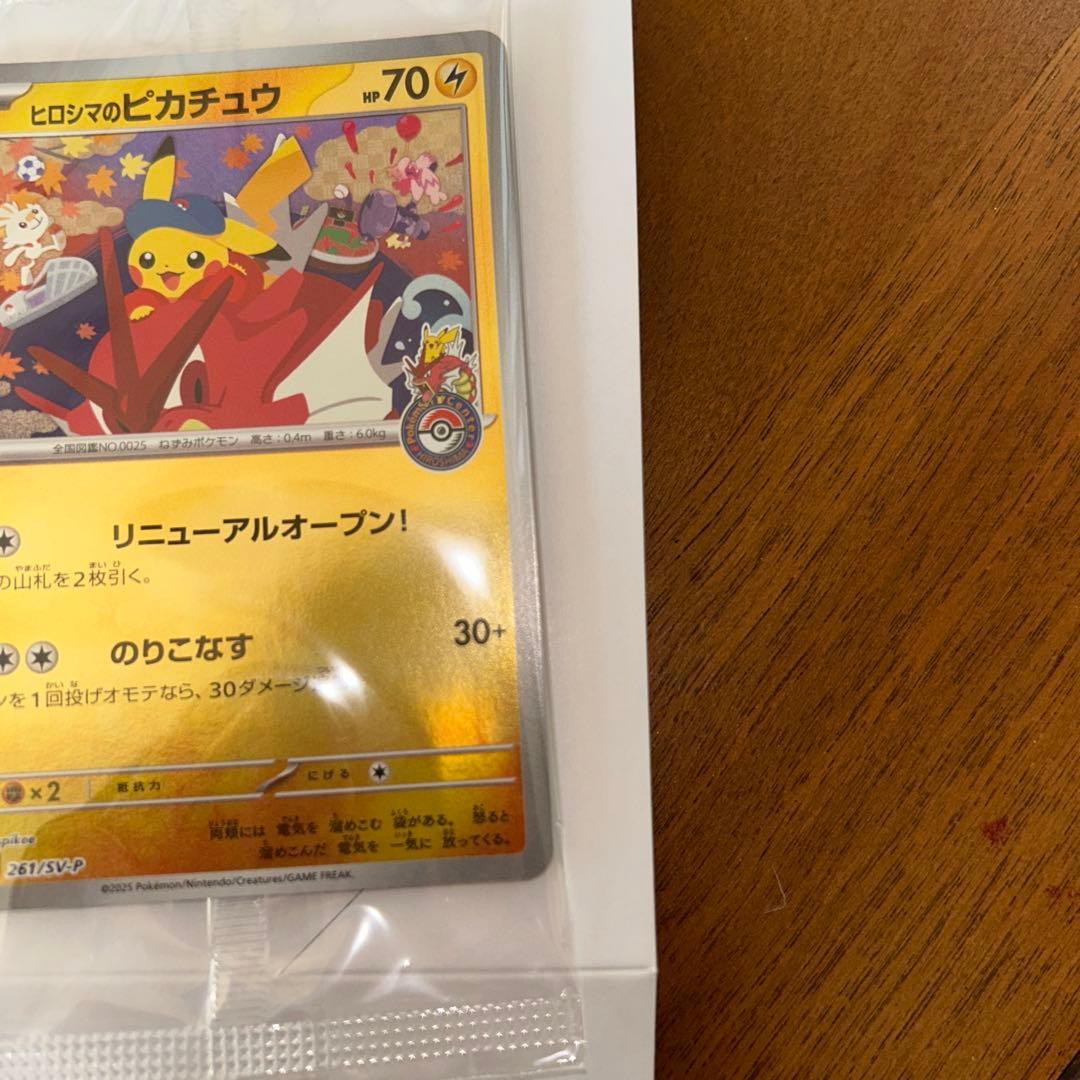 ヒロシマのピカチュウ HP70
Pokémon Center
HIROSHIMA
全国図鑑NO.0025 ねずみポケモン 高さ:0.4m 重さ:6.0kg
リニューアルオープン!
の山札を2枚引く。
のりこなす 30+
を1回投げオモテなら、30ダメージ
×2 抵抗力 にげる
両頬には 電気を 溜めこむ 袋がある。 怒ると
溜めこんだ 電気を 一気に 放ってくる。
spikee
261/SV-P
©2025 Pokémon/Nintendo/Creatures/GAME FREAK.